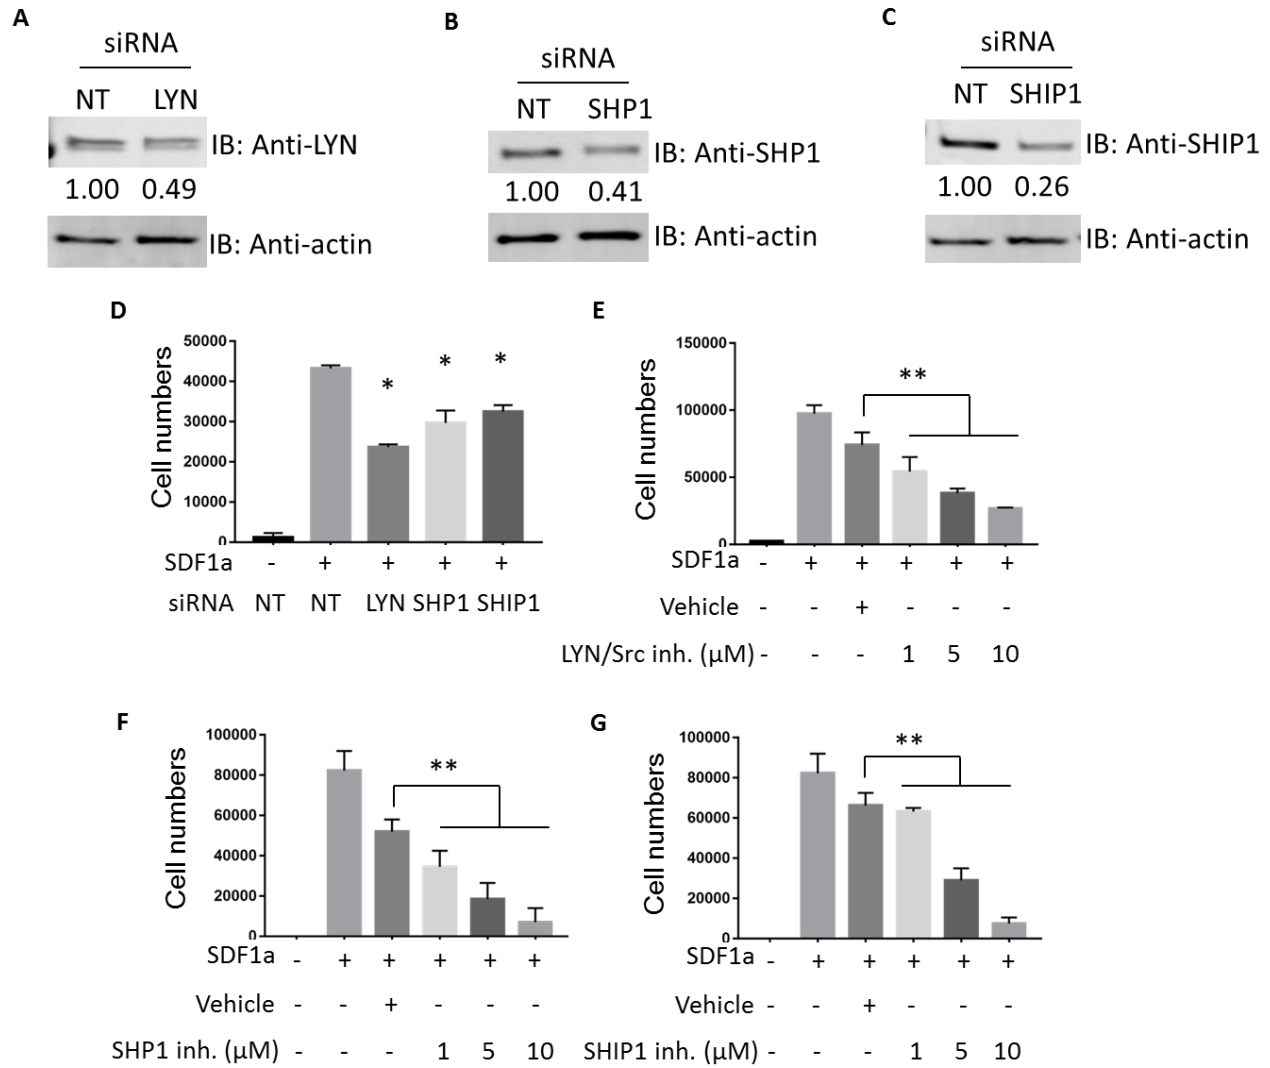 A
siRNA
NT LYN
IB: Anti-LYN
1.00 0.49
IB: Anti-actin
B
siRNA
NT SHP1
IB: Anti-SHP1
1.00 0.41
IB: Anti-actin
C
siRNA
NT SHIP1
IB: Anti-SHIP1
1.00 0.26
IB: Anti-actin
D
Cell numbers
50000
40000
30000
20000
10000
0
* * *
SDF1a - + + + +
siRNA NT NT LYN SHP1 SHIP1
E
Cell numbers
150000
100000
50000
0
**
SDF1a - + + + + +
Vehicle - - + - - -
LYN/Src inh. (µM) - - - 1 5 10
F
Cell numbers
100000
80000
60000
40000
20000
0
**
SDF1a - + + + + +
Vehicle - - + - - -
SHP1 inh. (µM) - - - 1 5 10
G
Cell numbers
100000
80000
60000
40000
20000
0
**
SDF1a - + + + + +
Vehicle - - + - - -
SHIP1 inh. (µM) - - - 1 5 10